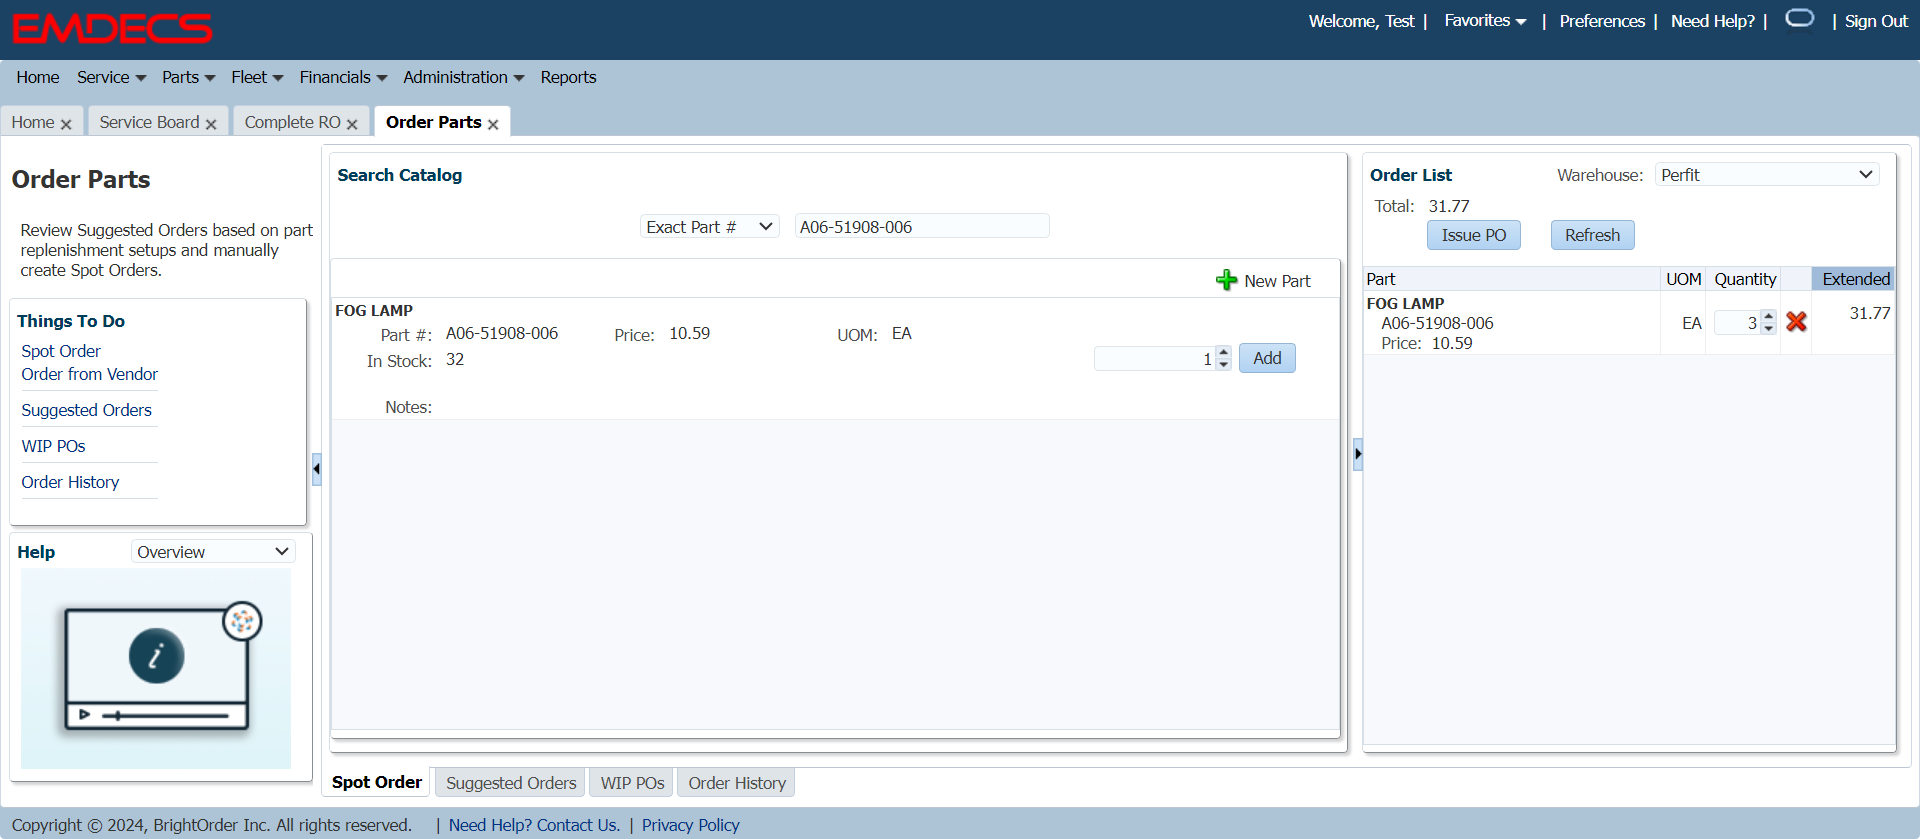 EMDECS
Welcome, Test | Favorites | Preferences | Need Help? | | Sign Out
Home Service Parts Fleet Financials Administration Reports
Home Service Board Complete RO Order Parts
Order Parts
Review Suggested Orders based on part
replenishment setups and manually
create Spot Orders.
Things To Do
Spot Order
Order from Vendor
Suggested Orders
WIP POs
Order History
Help Overview
i
Search Catalog
Exact Part # A06-51908-006
New Part
FOG LAMP
Part #: A06-51908-006 Price: 10.59 UOM: EA
In Stock: 32 1 Add
Notes:
Order List Warehouse: Perfit
Total: 31.77
Issue PO Refresh
Part UOM Quantity Extended
FOG LAMP
A06-51908-006 EA 3 31.77
Price: 10.59
Spot Order Suggested Orders WIP POs Order History
Copyright © 2024, BrightOrder Inc. All rights reserved. | Need Help? Contact Us. | Privacy Policy